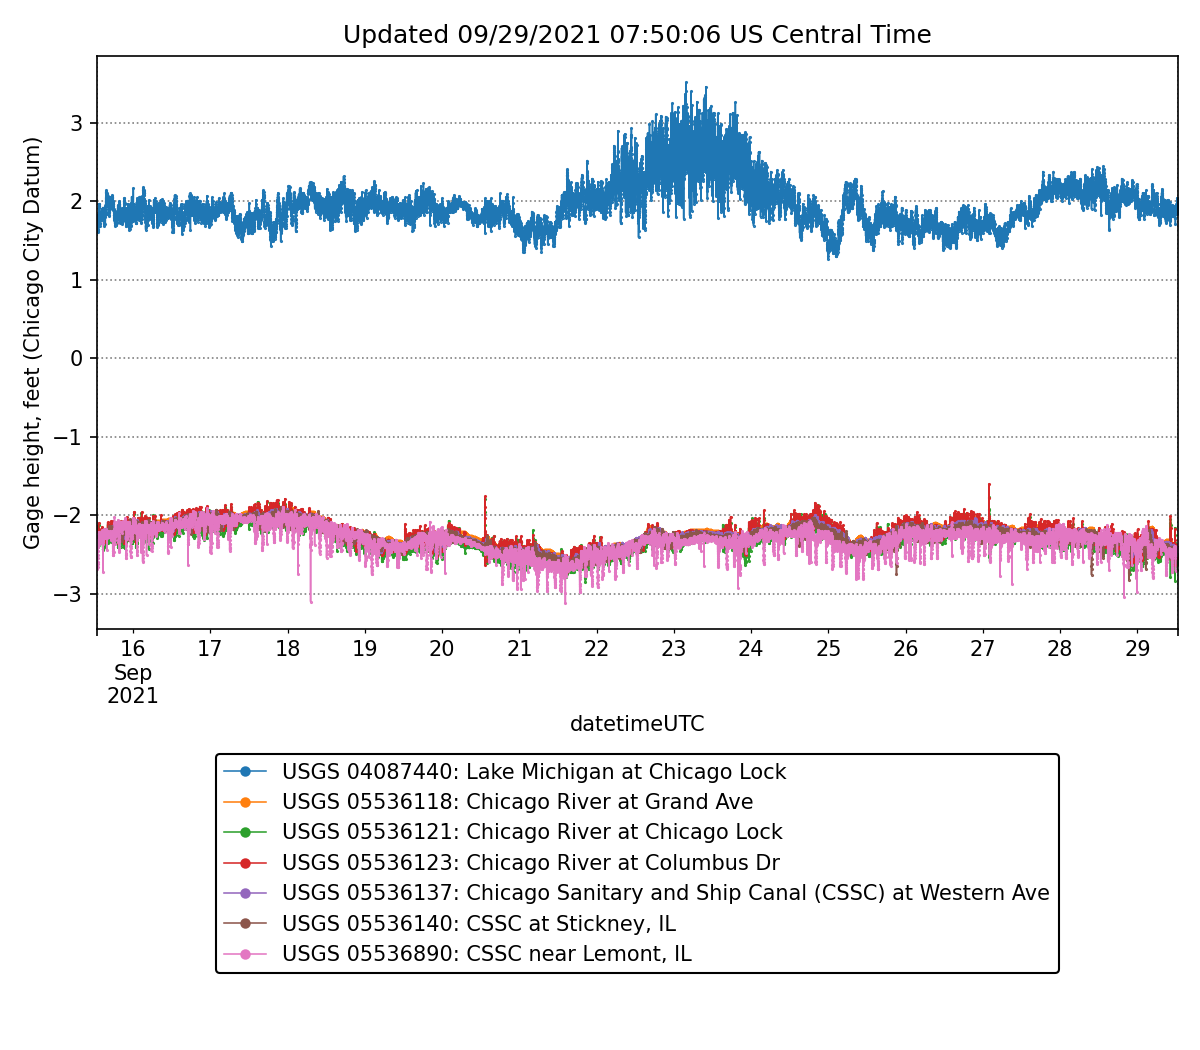 Updated 09/29/2021 07:50:06 US Central Time
Gage height, feet (Chicago City Datum)
3
2
1
0
−1
−2
−3
16 17 18 19 20 21 22 23 24 25 26 27 28 29
Sep
2021
datetimeUTC
USGS 04087440: Lake Michigan at Chicago Lock
USGS 05536118: Chicago River at Grand Ave
USGS 05536121: Chicago River at Chicago Lock
USGS 05536123: Chicago River at Columbus Dr
USGS 05536137: Chicago Sanitary and Ship Canal (CSSC) at Western Ave
USGS 05536140: CSSC at Stickney, IL
USGS 05536890: CSSC near Lemont, IL